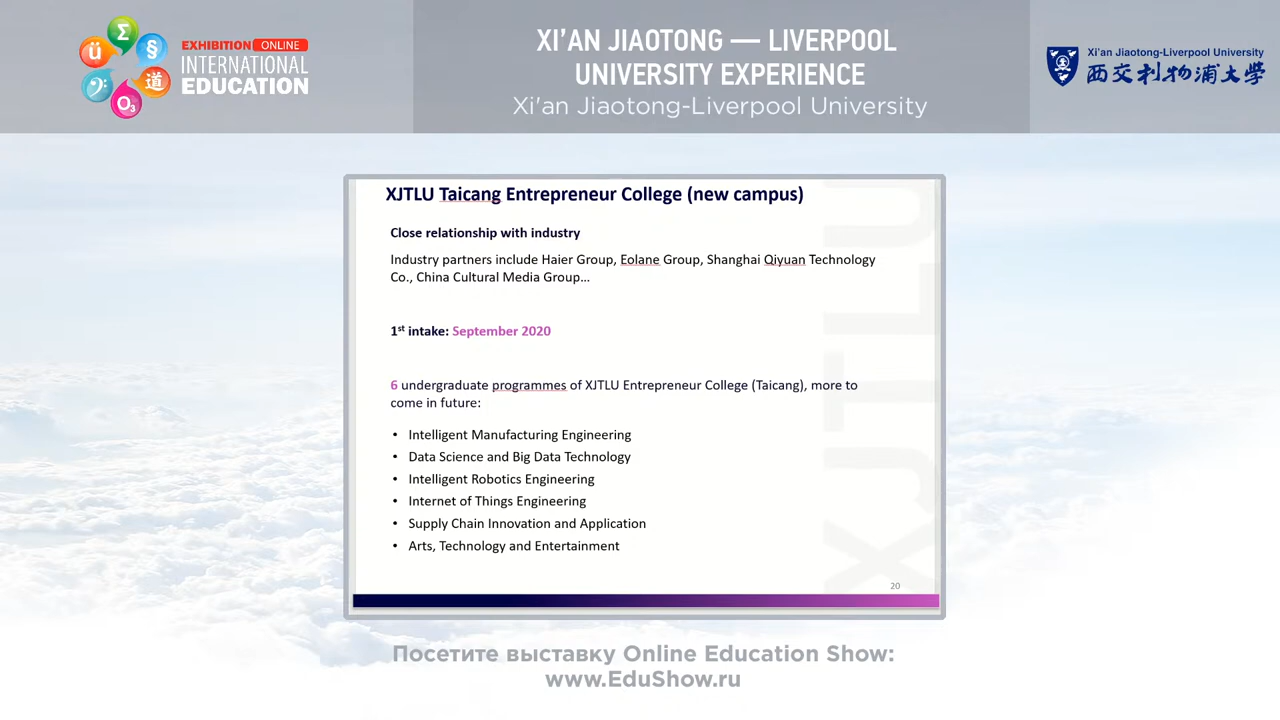 ü
Σ
§
道
O₃
EXHIBITION ONLINE
INTERNATIONAL
EDUCATION
XI'AN JIAOTONG — LIVERPOOL
UNIVERSITY EXPERIENCE
Xi'an Jiaotong-Liverpool University
Xi'an Jiaotong-Liverpool University
西交利物浦大學
XJTLU Taicang Entrepreneur College (new campus)
Close relationship with industry
Industry partners include Haier Group, Eolane Group, Shanghai Qiyuan Technology
Co., China Cultural Media Group...
1st intake: September 2020
6 undergraduate programmes of XJTLU Entrepreneur College (Taicang), more to
come in future:
• Intelligent Manufacturing Engineering
• Data Science and Big Data Technology
• Intelligent Robotics Engineering
• Internet of Things Engineering
• Supply Chain Innovation and Application
• Arts, Technology and Entertainment
XJTLU
20
Посетите выставку Online Education Show:
www.EduShow.ru